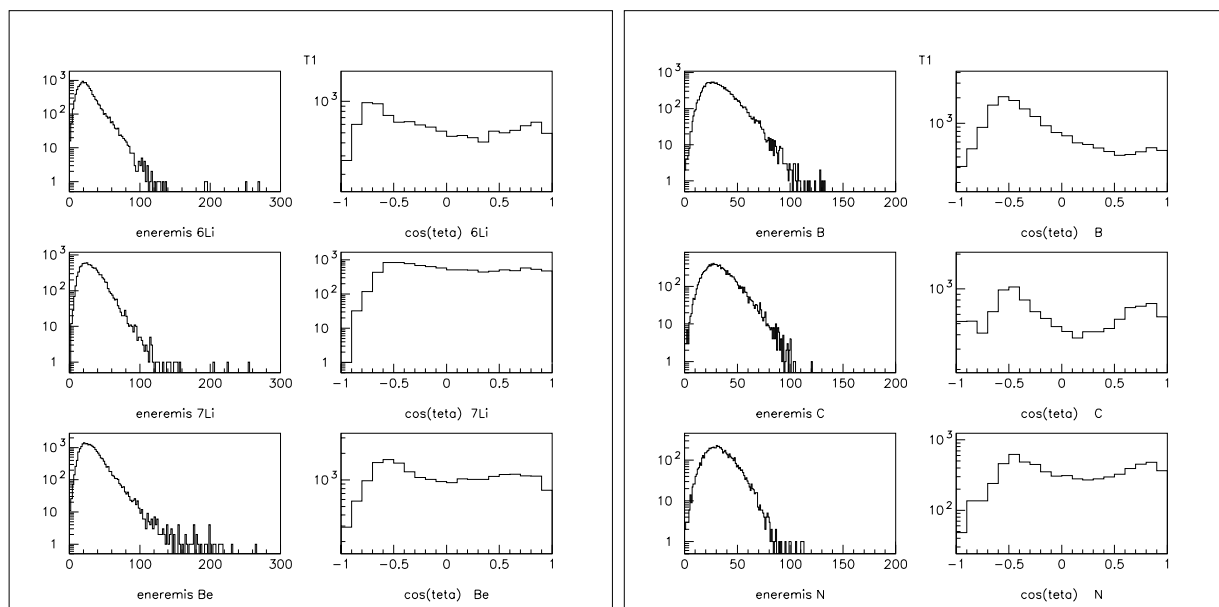 T1
10^3
10^2
10
1
0 100 200 300
eneremis 6Li
10^3
-1 -0.5 0 0.5 1
cos(teta) 6Li
10^3
10^2
10
1
0 100 200 300
eneremis 7Li
10^3
10^2
10
1
-1 -0.5 0 0.5 1
cos(teta) 7Li
10^3
10^2
10
1
0 100 200 300
eneremis Be
10^3
-1 -0.5 0 0.5 1
cos(teta) Be
T1
10^3
10^2
10
1
0 50 100 150 200
eneremis B
10^3
-1 -0.5 0 0.5 1
cos(teta) B
10^2
10
1
0 50 100 150 200
eneremis C
10^3
-1 -0.5 0 0.5 1
cos(teta) C
10^2
10
1
0 50 100 150 200
eneremis N
10^3
10^2
-1 -0.5 0 0.5 1
cos(teta) N